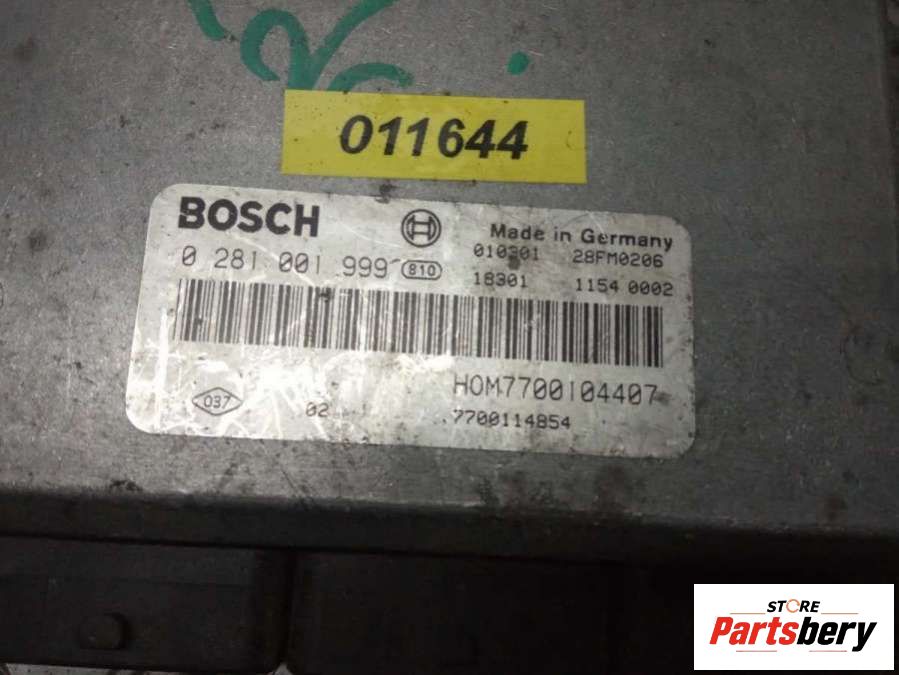 011644
BOSCH
Made in Germany
0 281 001 999 810
010301 28FM0206
18301 1154 0002
HOM7700104407
037 02
7700114854
STORE
Partsbery